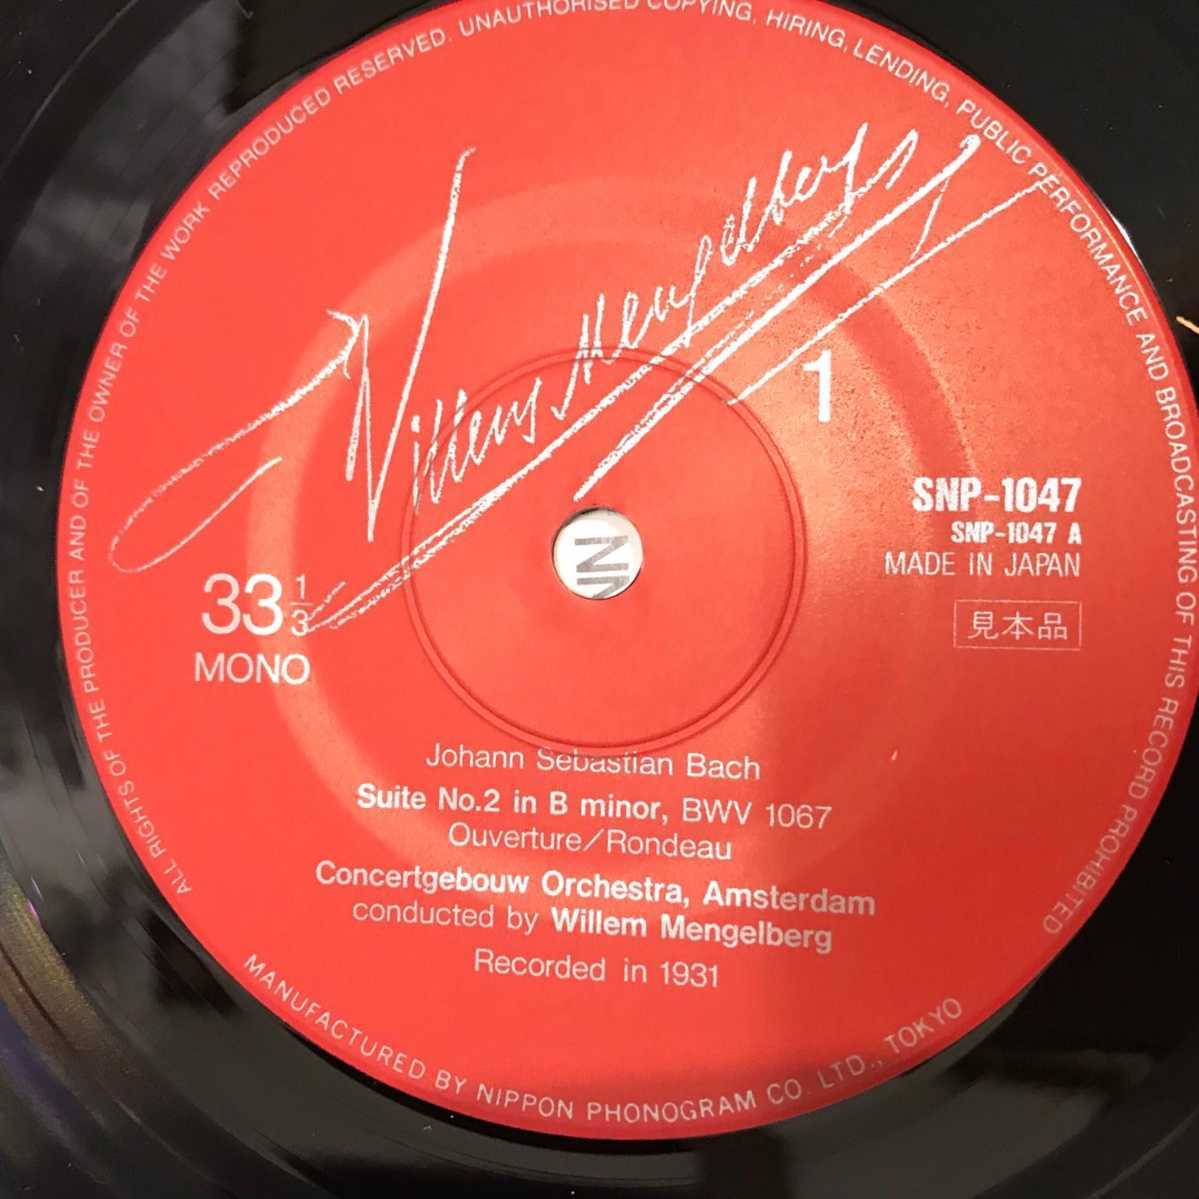 ALL RIGHTS OF THE PRODUCER AND OF THE OWNER OF THE WORK REPRODUCED RESERVED. UNAUTHORISED COPYING, HIRING, LENDING, PUBLIC PERFORMANCE AND BROADCASTING OF THIS RECORD PROHIBITED
Willem Mengelberg
1
SNP-1047
SNP-1047 A
MADE IN JAPAN
見本品
33 1/3
MONO
Johann Sebastian Bach
Suite No.2 in B minor, BWV 1067
Ouverture/Rondeau
Concertgebouw Orchestra, Amsterdam
conducted by Willem Mengelberg
Recorded in 1931
MANUFACTURED BY NIPPON PHONOGRAM CO. LTD., TOKYO